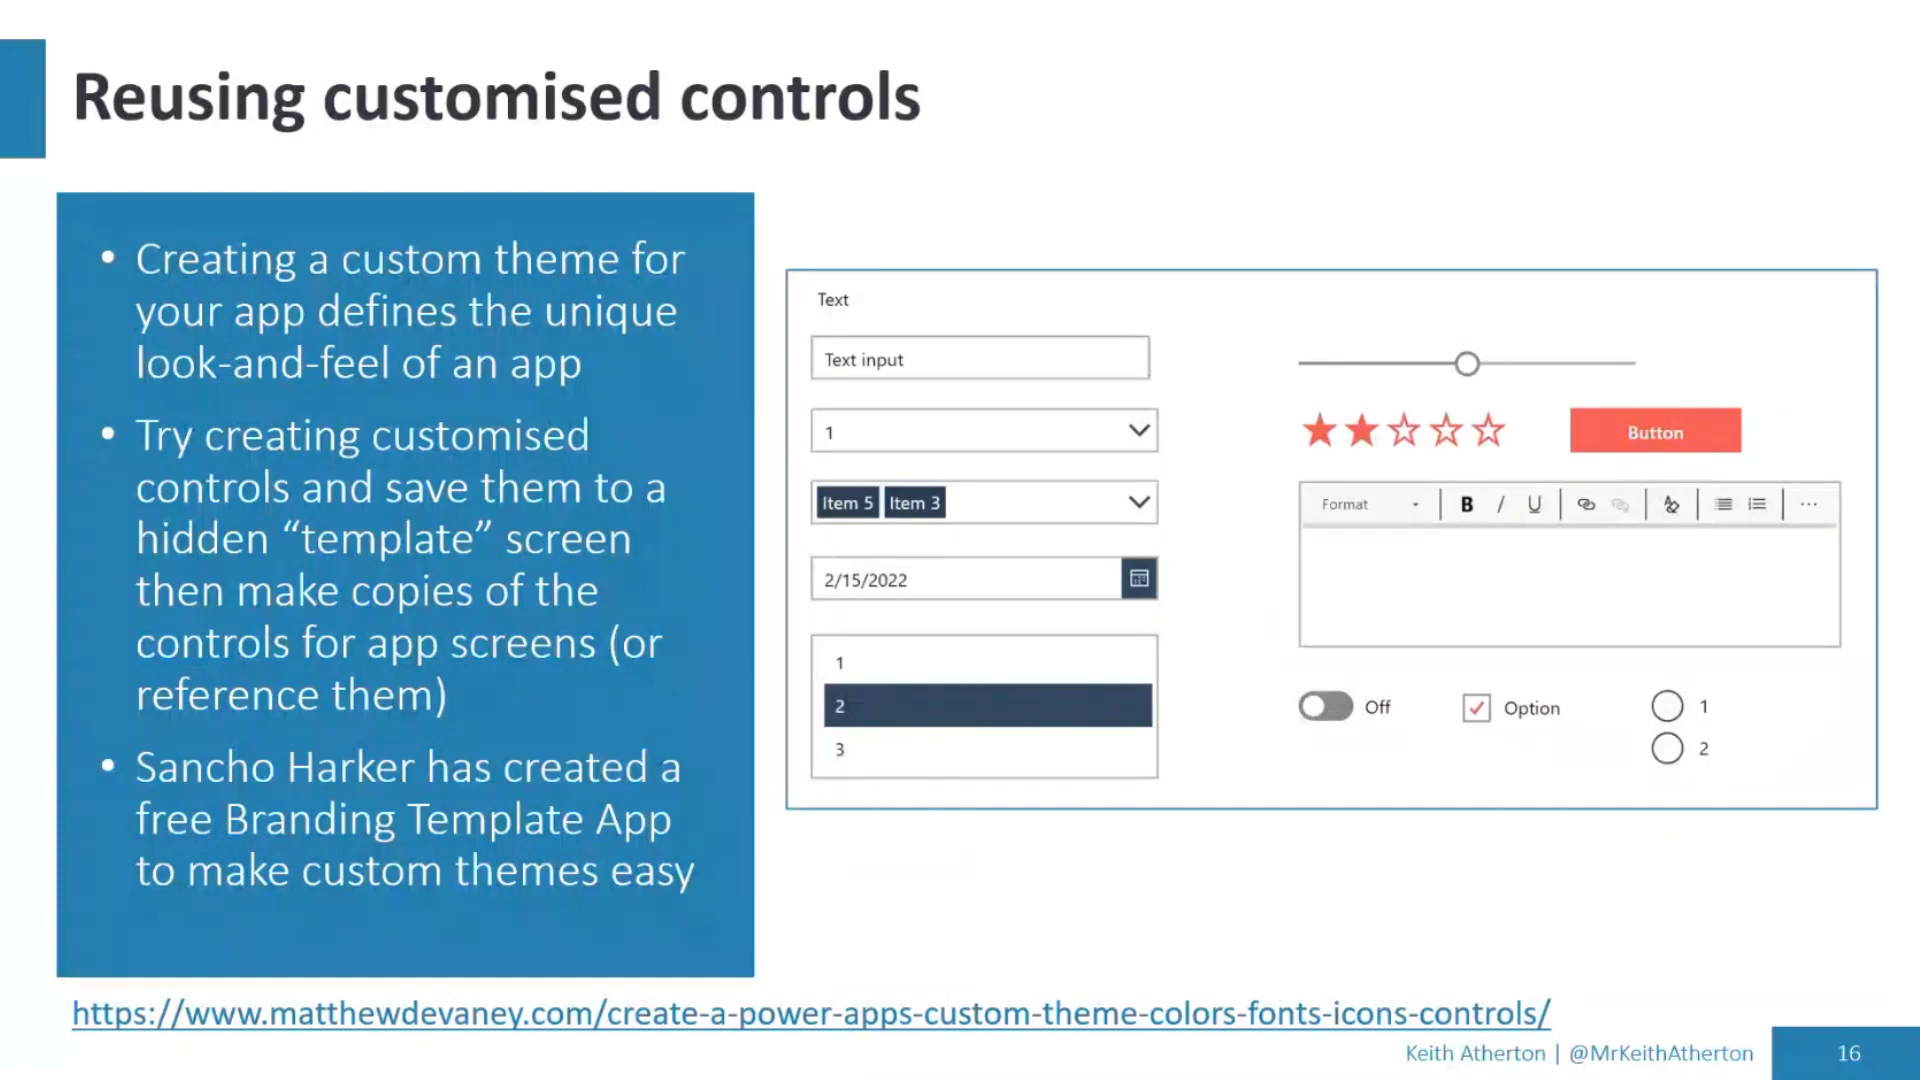 Reusing customised controls
• Creating a custom theme for
your app defines the unique
look-and-feel of an app
• Try creating customised
controls and save them to a
hidden “template” screen
then make copies of the
controls for app screens (or
reference them)
• Sancho Harker has created a
free Branding Template App
to make custom themes easy
Text
Text input
1
Item 5 Item 3
2/15/2022
1
2
3
Button
Format B / U ...
Off
Option
1
2
https://www.matthewdevaney.com/create-a-power-apps-custom-theme-colors-fonts-icons-controls/
Keith Atherton | @MrKeithAtherton
16